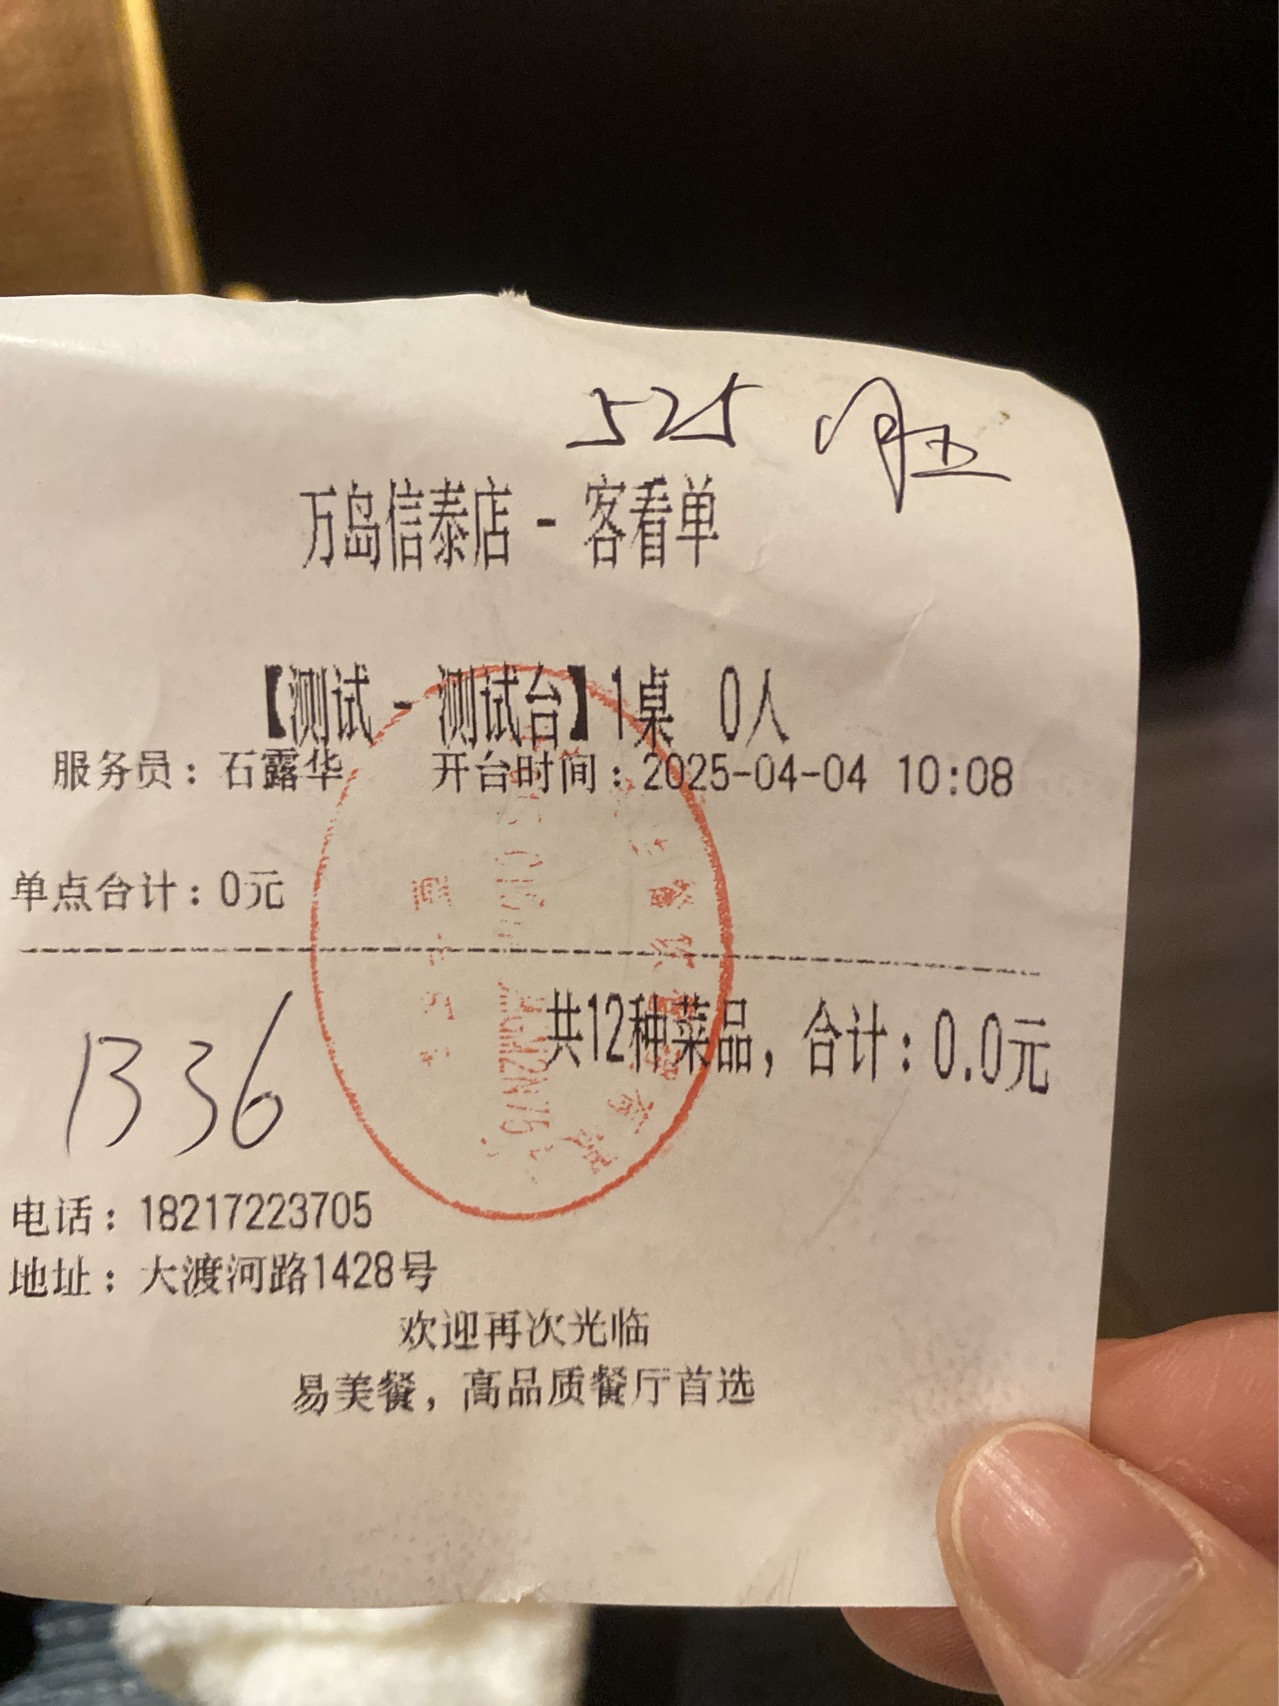 525
万岛信泰店 - 客看单
【测试 - 测试台】1桌 0人
服务员：石露华 开台时间：2025-04-04 10:08
单点合计：0元
共12种菜品，合计：0.0元
1336
电话：18217223705
地址：大渡河路1428号
欢迎再次光临
易美餐，高品质餐厅首选